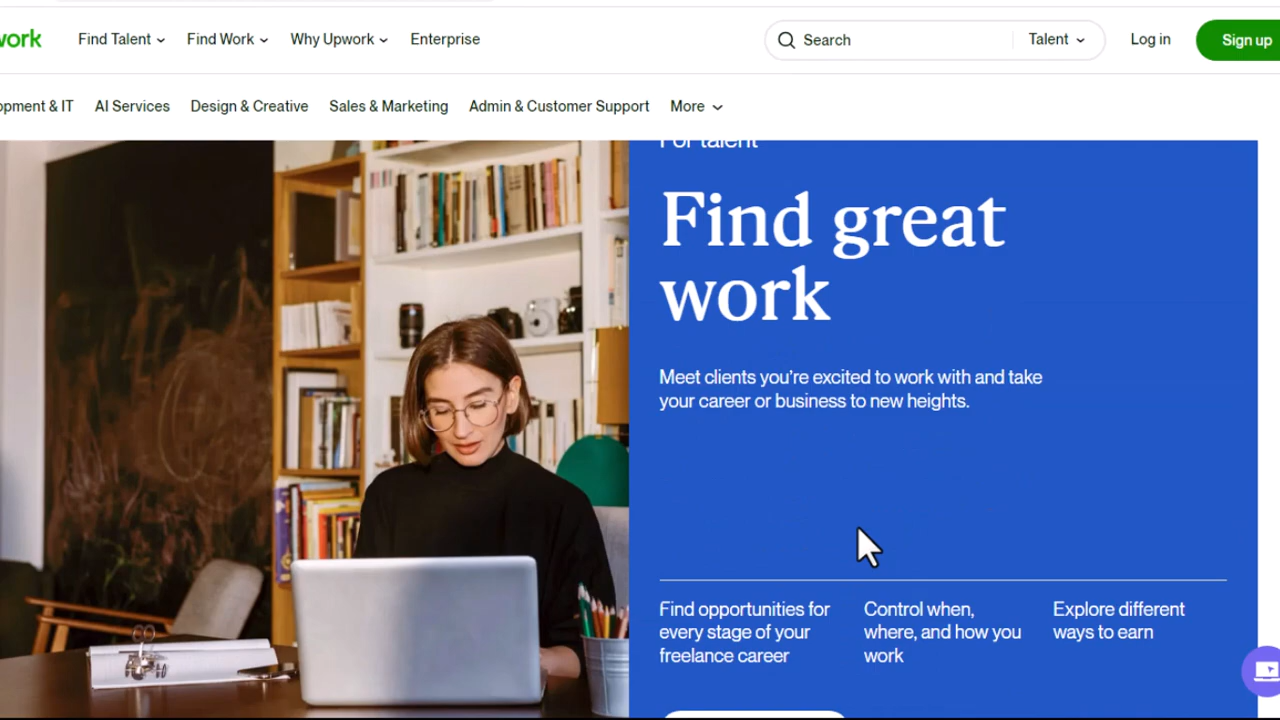 work
Find Talent
Find Work
Why Upwork
Enterprise
Search
Talent
Log in
Sign up
opment & IT
AI Services
Design & Creative
Sales & Marketing
Admin & Customer Support
More
For talent
Find great
work
Meet clients you're excited to work with and take
your career or business to new heights.
Find opportunities for
every stage of your
freelance career
Control when,
where, and how you
work
Explore different
ways to earn